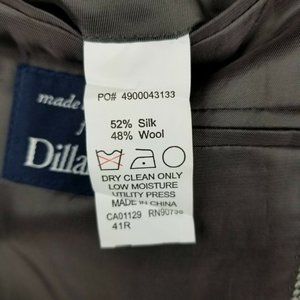 PO# 4900043133
52% Silk
48% Wool
DRY CLEAN ONLY
LOW MOISTURE
UTILITY PRESS
MADE IN CHINA
CA01129 RN90798
41R
made
Dilla